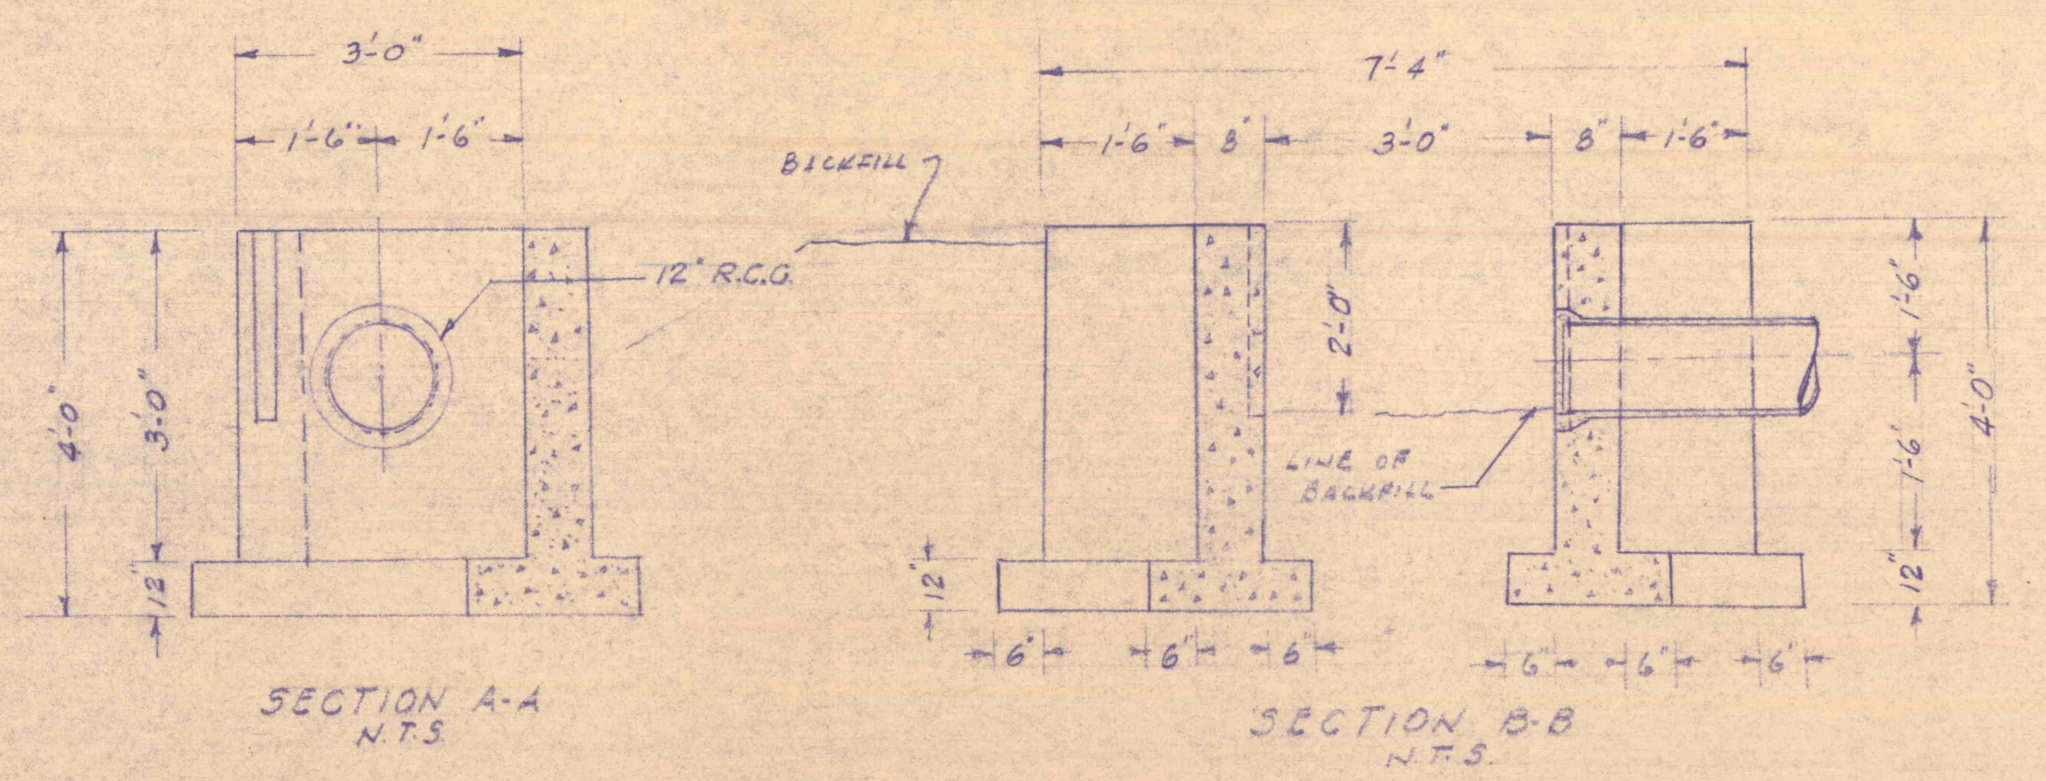 3'-0"
1'-6" 1'-6"
4'-0"
3'-0"
12"
12" R.C.C.
BACKFILL
SECTION A-A
N.T.S.
7'-4"
1'-6" 8" 3'-0" 8" 1'-6"
2'-0"
LINE OF
BACKFILL
1'-6"
1'-6"
4'-0"
12"
12"
6" 6" 6"
6" 6" 6"
SECTION B-B
N.T.S.